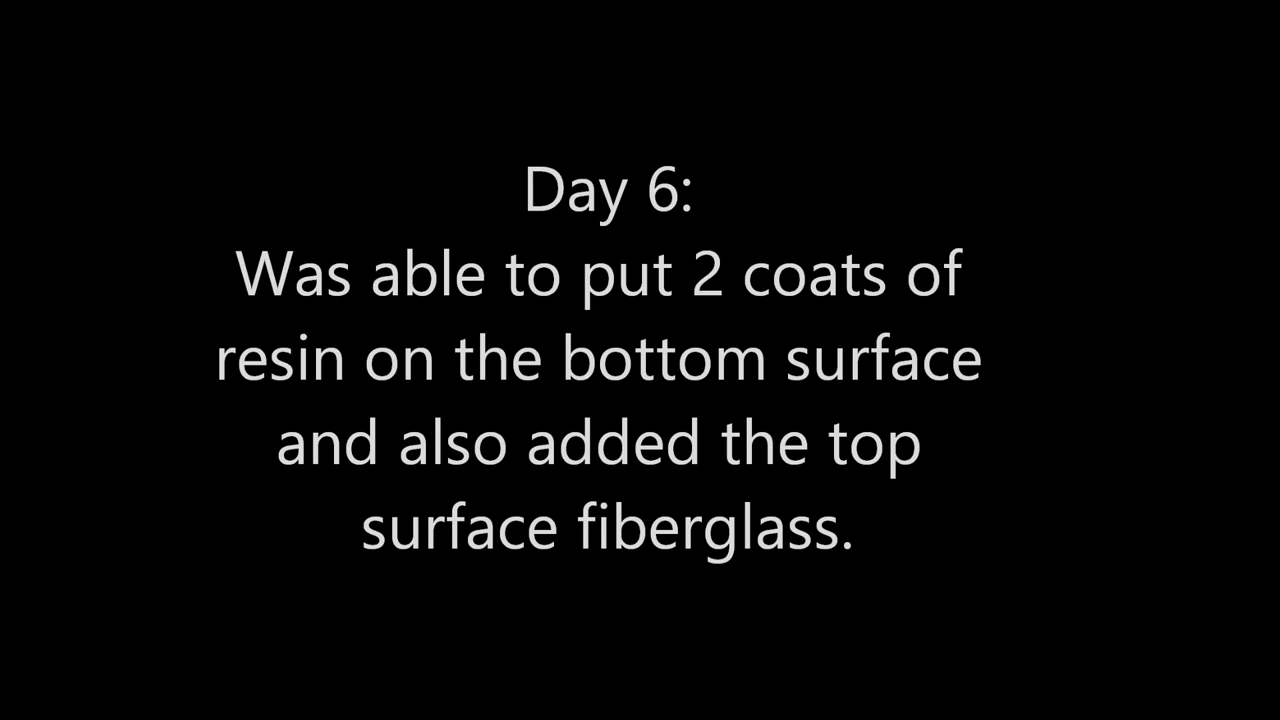 Day 6:
Was able to put 2 coats of
resin on the bottom surface
and also added the top
surface fiberglass.